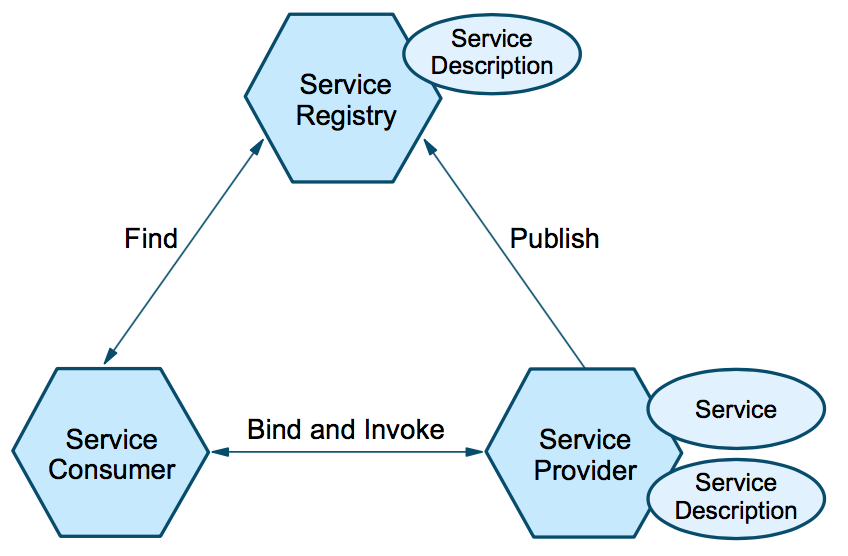 Service
Description
Service
Registry
Find
Publish
Bind and Invoke
Service
Consumer
Service
Provider
Service
Service
Description